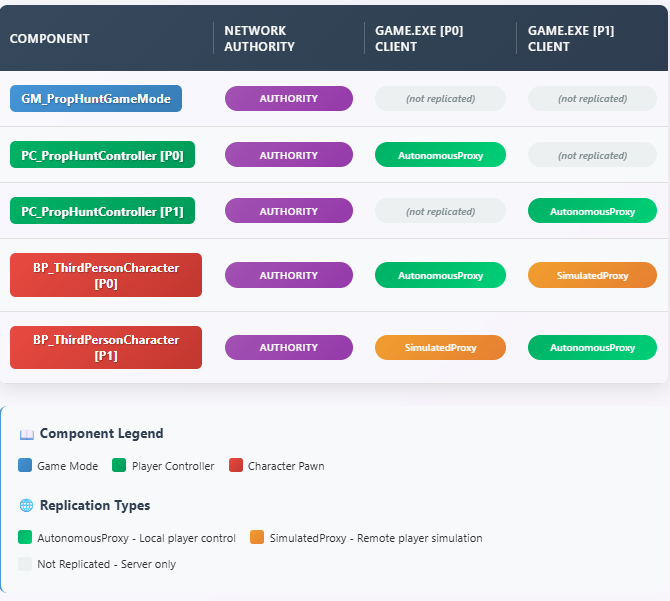 COMPONENT
NETWORK
AUTHORITY
GAME.EXE [P0]
CLIENT
GAME.EXE [P1]
CLIENT
GM_PropHuntGameMode
AUTHORITY
(not replicated)
(not replicated)
PC_PropHuntController [P0]
AUTHORITY
AutonomousProxy
(not replicated)
PC_PropHuntController [P1]
AUTHORITY
(not replicated)
AutonomousProxy
BP_ThirdPersonCharacter
[P0]
AUTHORITY
AutonomousProxy
SimulatedProxy
BP_ThirdPersonCharacter
[P1]
AUTHORITY
SimulatedProxy
AutonomousProxy
Component Legend
Game Mode
Player Controller
Character Pawn
Replication Types
AutonomousProxy - Local player control
SimulatedProxy - Remote player simulation
Not Replicated - Server only